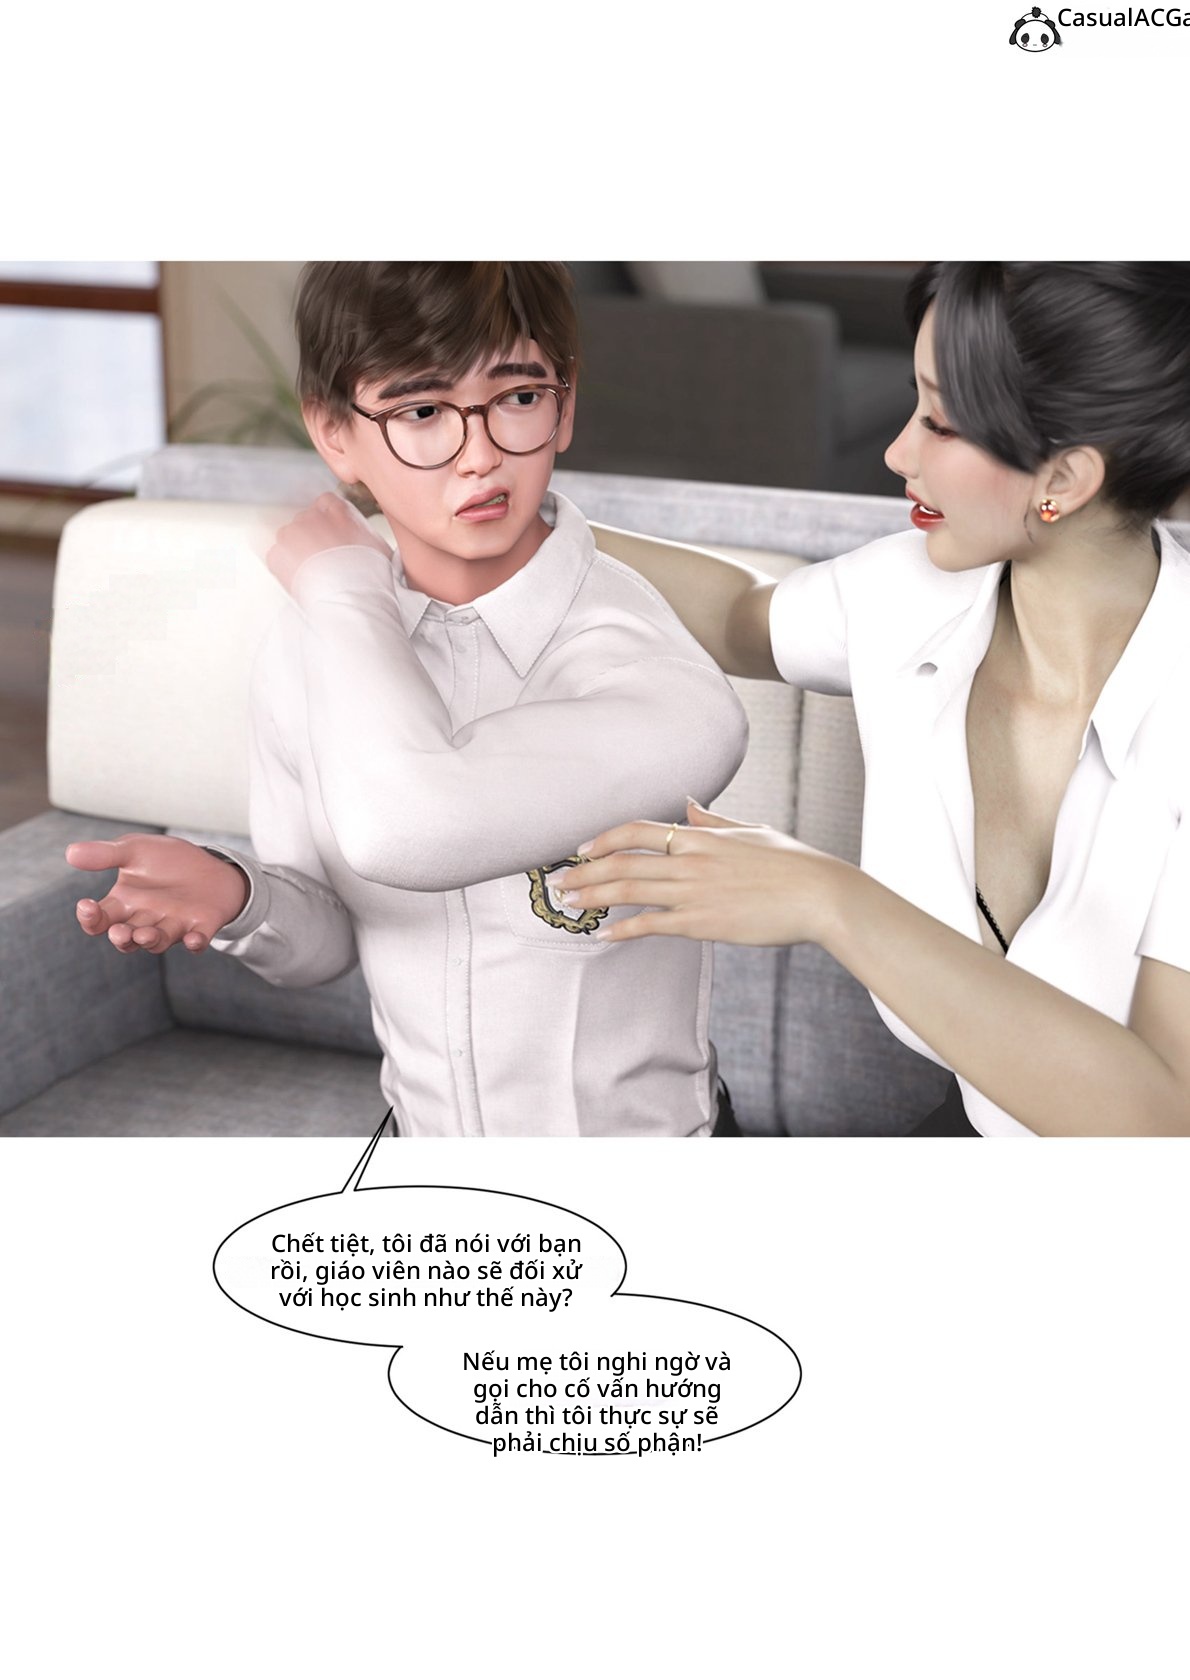 CasualACGa
Chết tiệt, tôi đã nói với bạn
rồi, giáo viên nào sẽ đối xử
với học sinh như thế này?
Nếu mẹ tôi nghi ngờ và
gọi cho cố vấn hướng
dẫn thì tôi thực sự sẽ
phải chịu số phận!